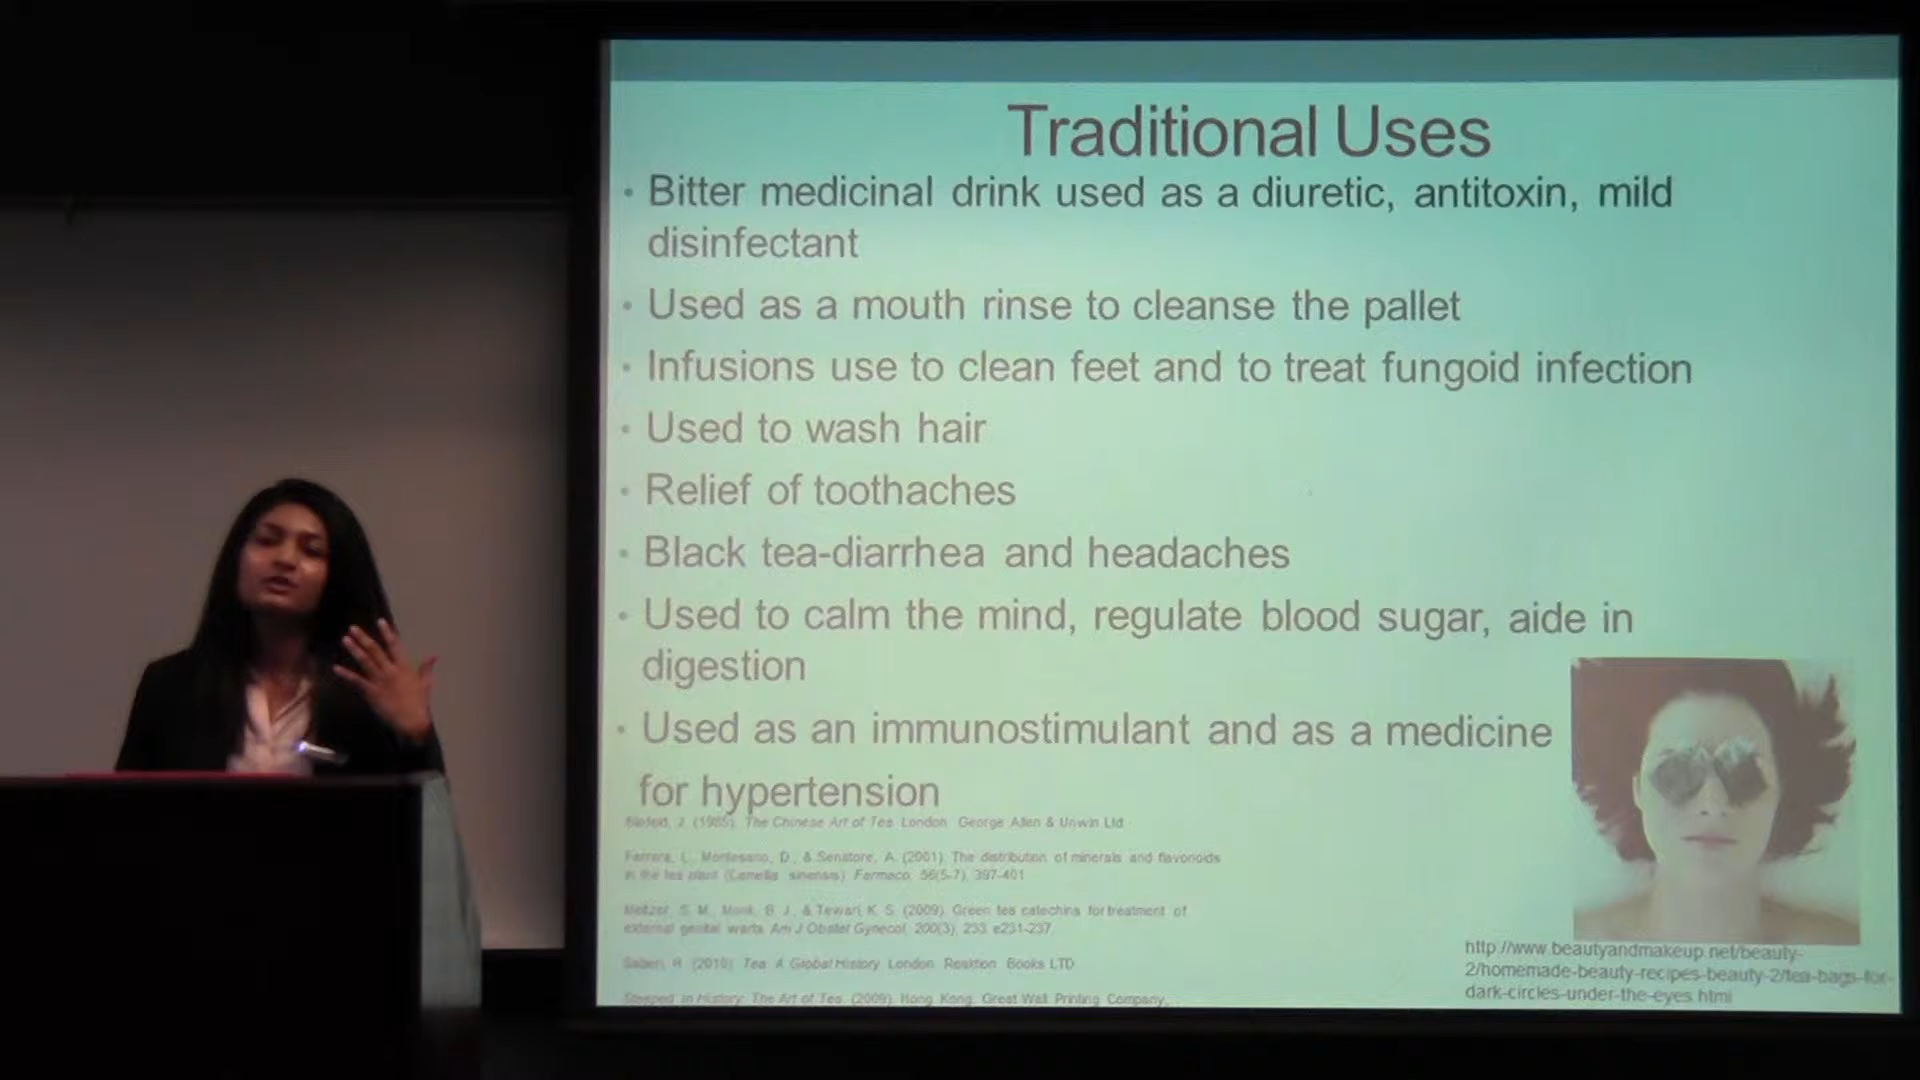 Traditional Uses
• Bitter medicinal drink used as a diuretic, antitoxin, mild
disinfectant
• Used as a mouth rinse to cleanse the pallet
• Infusions use to clean feet and to treat fungoid infection
• Used to wash hair
• Relief of toothaches
• Black tea-diarrhea and headaches
• Used to calm the mind, regulate blood sugar, aide in
digestion
• Used as an immunostimulant and as a medicine
for hypertension
J. (1985). The Chinese Art of Tea. London: George Allen & Unwin Ltd
Ferrara, L., Montesano, D., & Senatore, A. (2001). The distribution of minerals and flavonoids
in the tea plant (Camellia sinensis). Farmaco, 56(5-7), 397-401
Meltzer, S. M., Monk, B. J., & Tewari, K. S. (2009). Green tea catechins for treatment of
external genital warts. Am J Obstet Gynecol, 200(3), 233 e231-237
Saberi, H. (2010). Tea: A Global History. London: Reaktion Books LTD
Steeped in History: The Art of Tea. (2009). Hong Kong: Great Wall Printing Company,
http://www.beautyandmakeup.net/beauty-
2/homemade-beauty-recipes-beauty-2/tea-bags-for-
dark-circles-under-the-eyes.html